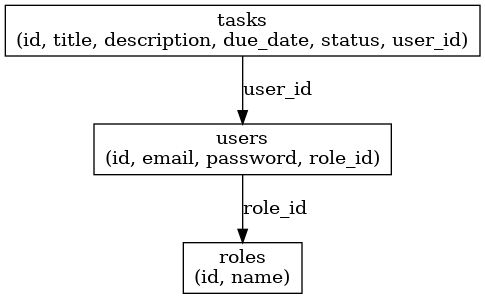 tasks
(id, title, description, due_date, status, user_id)
user_id
users
(id, email, password, role_id)
role_id
roles
(id, name)